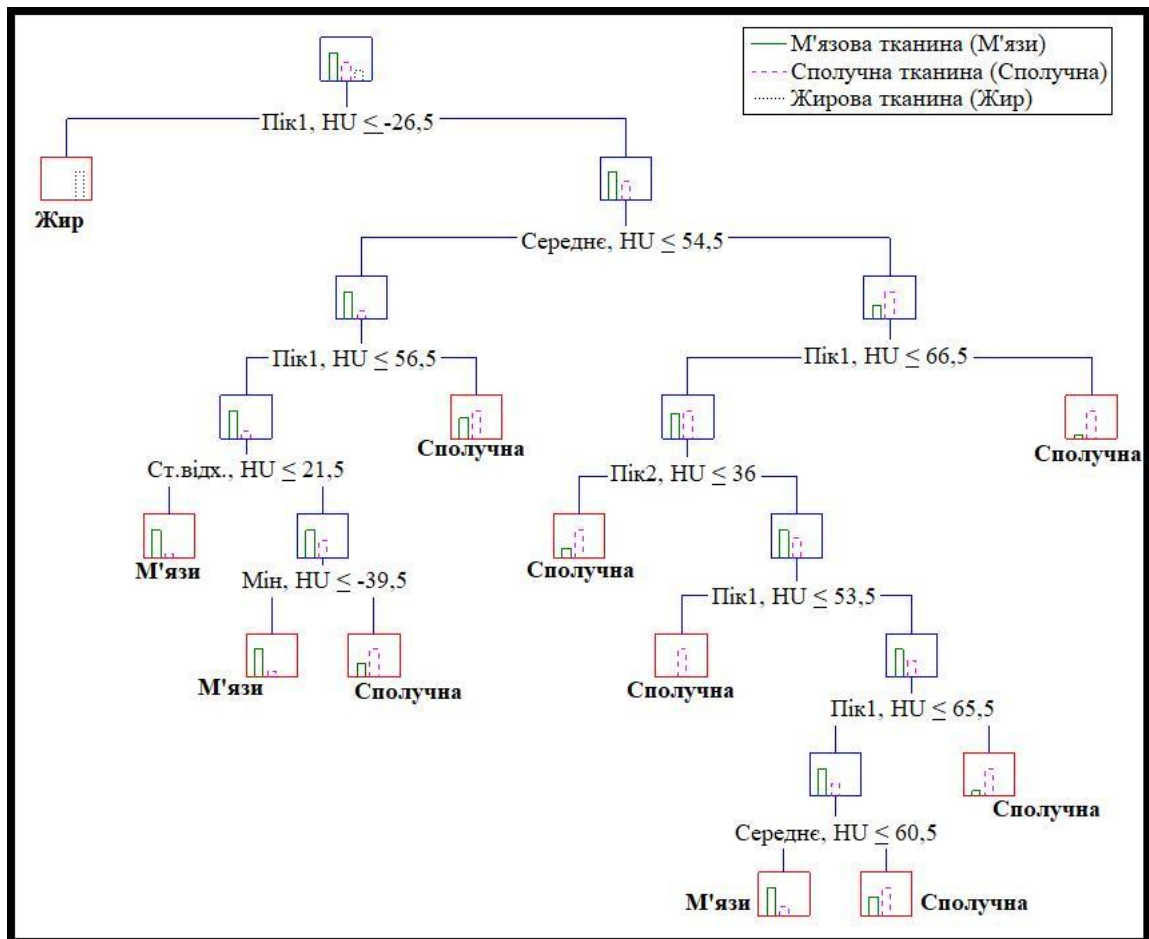 М'язова тканина (М'язи)
Сполучна тканина (Сполучна)
Жирова тканина (Жир)
Пік1, HU ≤ -26,5
Жир
Середнє, HU ≤ 54,5
Пік1, HU ≤ 56,5
Пік1, HU ≤ 66,5
Сполучна
Сполучна
Ст.відх., HU ≤ 21,5
Пік2, HU ≤ 36
М'язи
Сполучна
Мін, HU ≤ -39,5
Пік1, HU ≤ 53,5
М'язи
Сполучна
Сполучна
Пік1, HU ≤ 65,5
Сполучна
Середнє, HU ≤ 60,5
М'язи
Сполучна